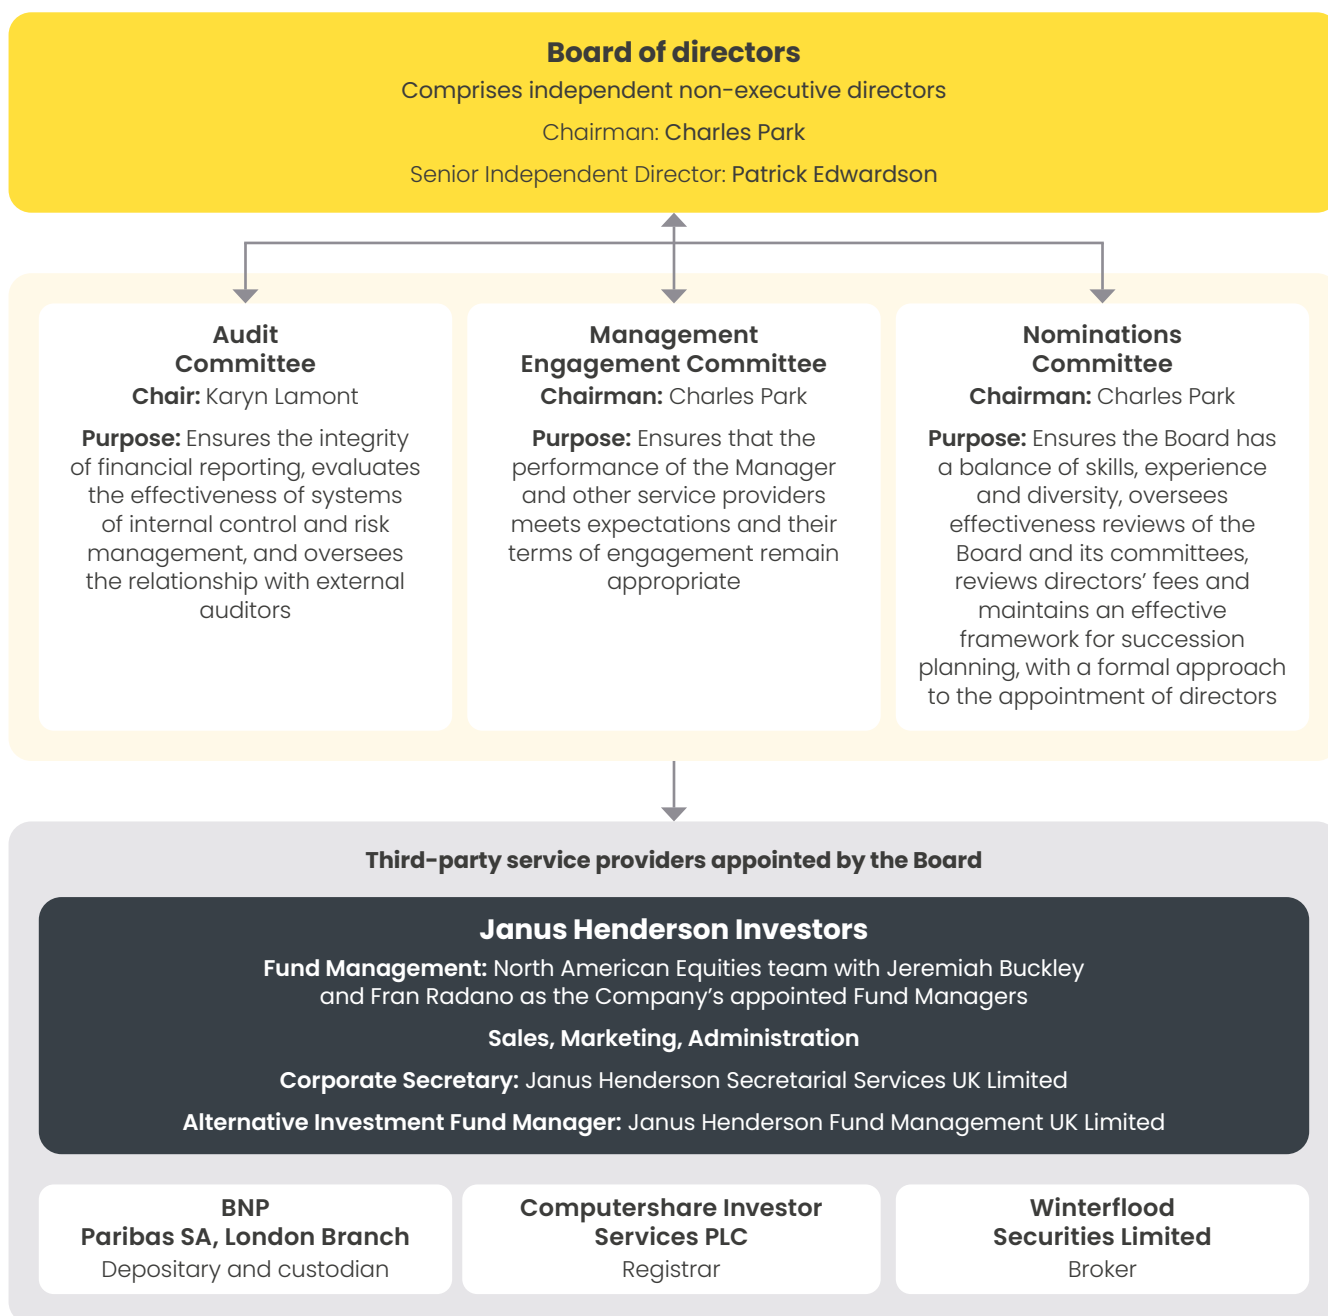 Board of directors
Comprises independent non-executive directors
Chairman: Charles Park
Senior Independent Director: Patrick Edwardson
Audit
Committee
Chair: Karyn Lamont
Purpose: Ensures the integrity
of financial reporting, evaluates
the effectiveness of systems
of internal control and risk
management, and oversees
the relationship with external
auditors
Management
Engagement Committee
Chairman: Charles Park
Purpose: Ensures that the
performance of the Manager
and other service providers
meets expectations and their
terms of engagement remain
appropriate
Nominations
Committee
Chairman: Charles Park
Purpose: Ensures the Board has
a balance of skills, experience
and diversity, oversees
effectiveness reviews of the
Board and its committees,
reviews directors’ fees and
maintains an effective
framework for succession
planning, with a formal approach
to the appointment of directors
Third-party service providers appointed by the Board
Janus Henderson Investors
Fund Management: North American Equities team with Jeremiah Buckley
and Fran Radano as the Company’s appointed Fund Managers
Sales, Marketing, Administration
Corporate Secretary: Janus Henderson Secretarial Services UK Limited
Alternative Investment Fund Manager: Janus Henderson Fund Management UK Limited
BNP
Paribas SA, London Branch
Depositary and custodian
Computershare Investor
Services PLC
Registrar
Winterflood
Securities Limited
Broker